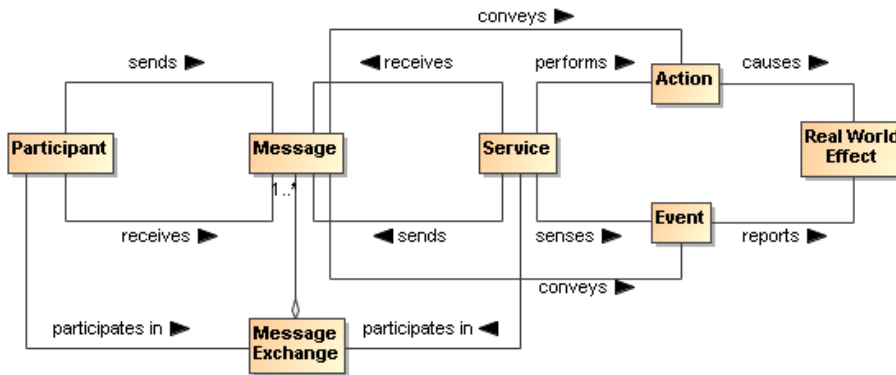 conveys ▶
sends ▶
◀ receives
performs ▶
Action
causes ▶
Participant
Message
Service
Real World
Effect
1..*
Event
receives ▶
◀ sends
senses ▶
reports ▶
conveys ▶
participates in ▶
Message
Exchange
participates in ◀